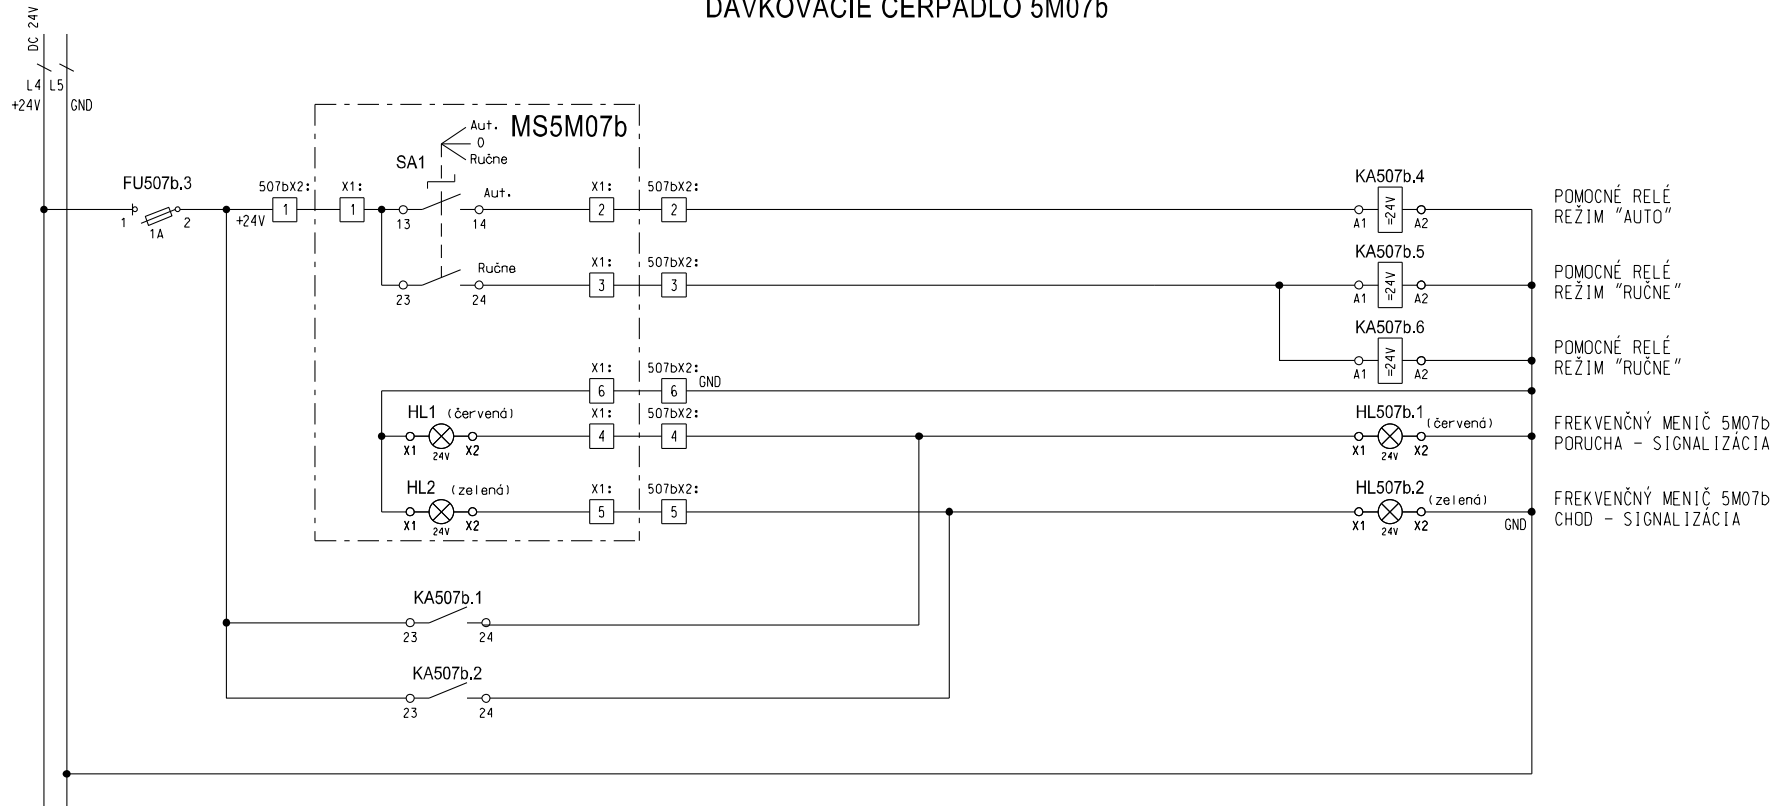 DÁVKOVACIE ČERPADLO 5M07b
DC 24V
L4 L5
+24V GND
MS5M07b
Aut.
0
Ručne
SA1
FU507b.3
1 2
1A
+24V
507bX2:
1
X1:
1
Aut.
13 14
X1:
2
507bX2:
2
KA507b.4
=24V
A1 A2
POMOCNÉ RELÉ
REŽIM "AUTO"
Ručne
23 24
X1:
3
507bX2:
3
KA507b.5
=24V
A1 A2
POMOCNÉ RELÉ
REŽIM "RUČNE"
KA507b.6
=24V
A1 A2
POMOCNÉ RELÉ
REŽIM "RUČNE"
X1:
6
507bX2:
6
GND
HL1 (červená)
X1 24V X2
X1:
4
507bX2:
4
HL507b.1 (červená)
X1 24V X2
FREKVENČNÝ MENIČ 5M07b
PORUCHA - SIGNALIZÁCIA
HL2 (zelená)
X1 24V X2
X1:
5
507bX2:
5
HL507b.2 (zelená)
X1 24V X2
GND
FREKVENČNÝ MENIČ 5M07b
CHOD - SIGNALIZÁCIA
KA507b.1
23 24
KA507b.2
23 24